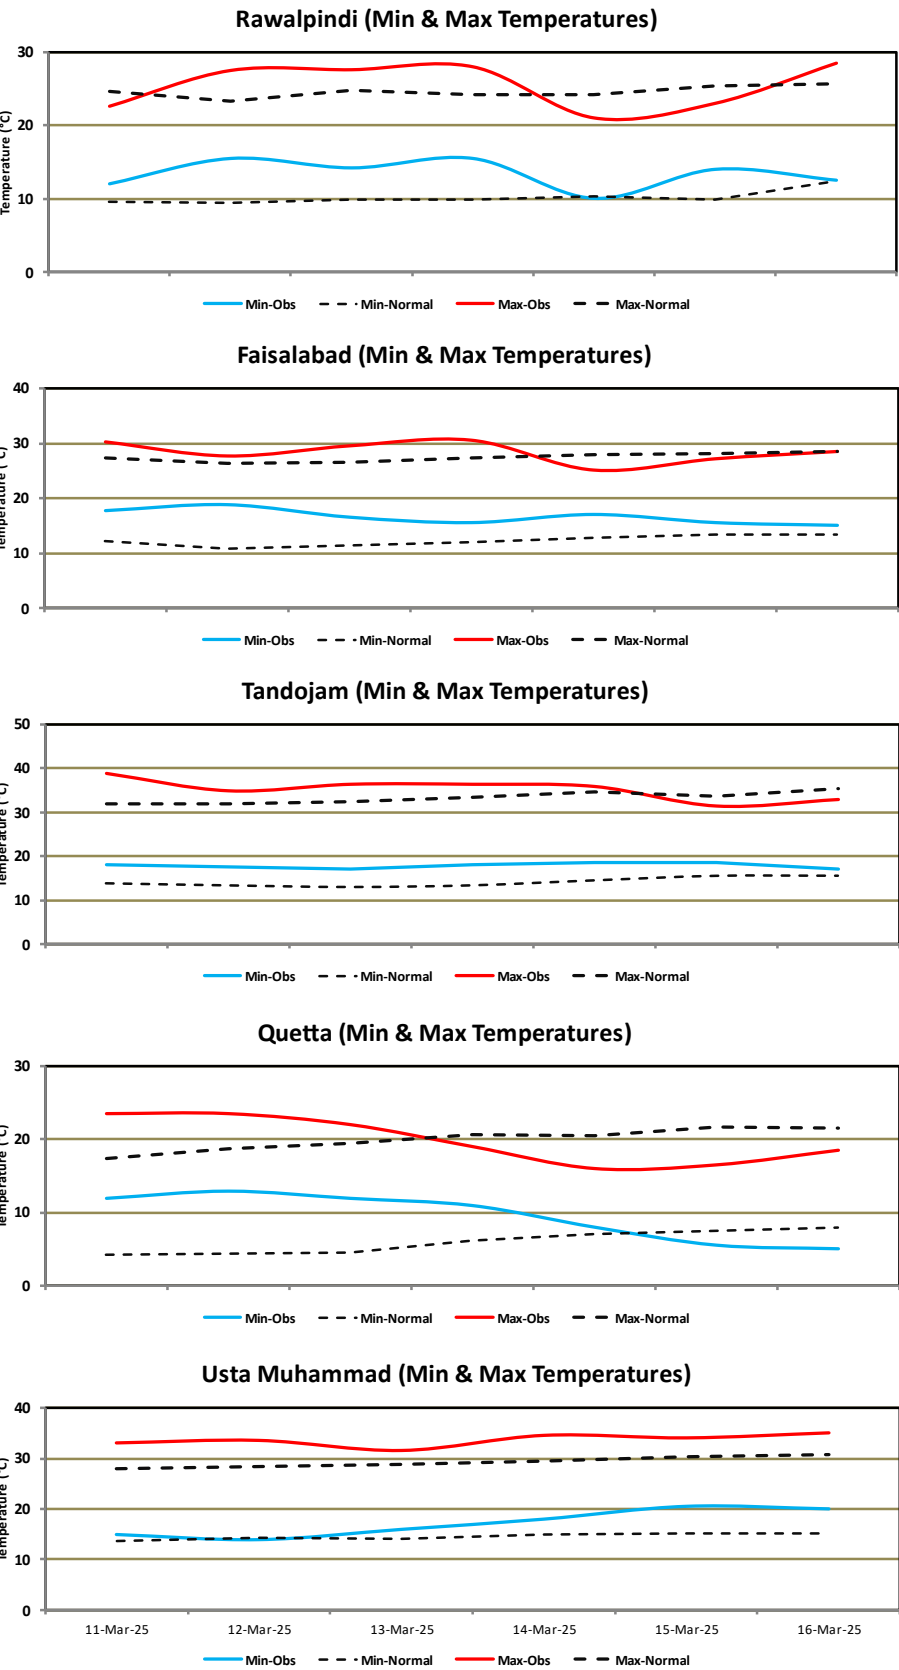 Rawalpindi (Min & Max Temperatures)
30
20
10
0
Temperature (°C)
Min-Obs Min-Normal Max-Obs Max-Normal
Faisalabad (Min & Max Temperatures)
40
30
20
10
0
Temperature (°C)
Min-Obs Min-Normal Max-Obs Max-Normal
Tandojam (Min & Max Temperatures)
50
40
30
20
10
0
Temperature (°C)
Min-Obs Min-Normal Max-Obs Max-Normal
Quetta (Min & Max Temperatures)
30
20
10
0
Temperature (°C)
Min-Obs Min-Normal Max-Obs Max-Normal
Usta Muhammad (Min & Max Temperatures)
40
30
20
10
0
Temperature (°C)
11-Mar-25 12-Mar-25 13-Mar-25 14-Mar-25 15-Mar-25 16-Mar-25
Min-Obs Min-Normal Max-Obs Max-Normal